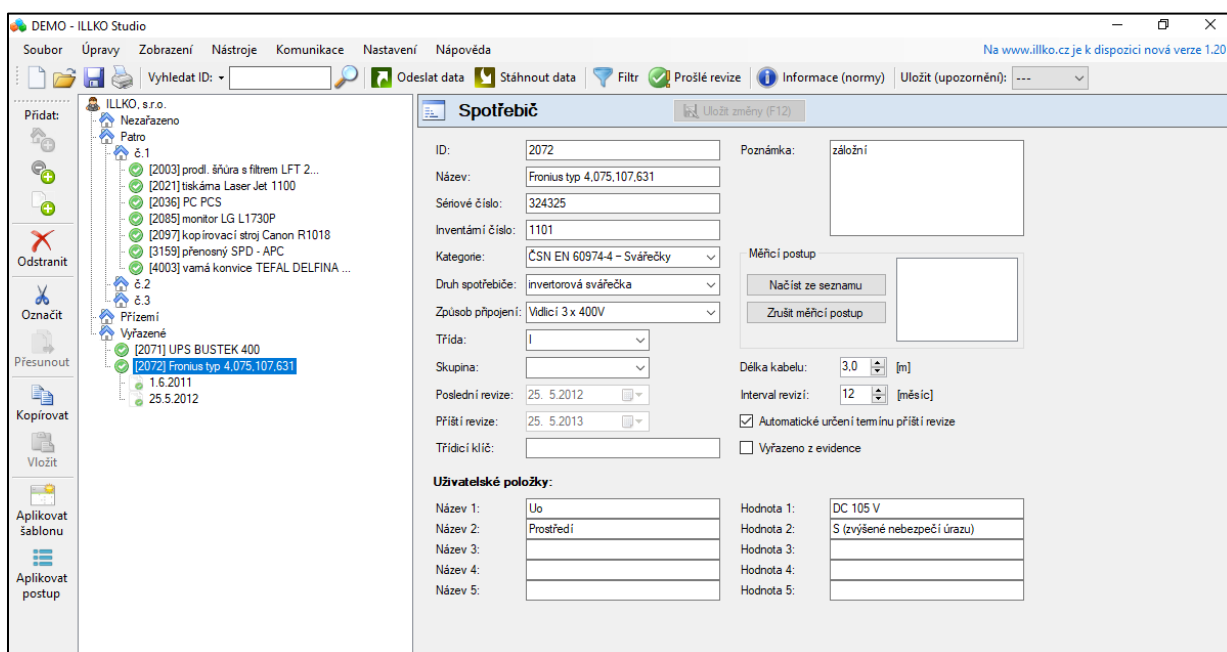 DEMO - ILLKO Studio
Soubor Úpravy Zobrazení Nástroje Komunikace Nastavení Nápověda Na www.illko.cz je k dispozici nová verze 1.20
Vyhledat ID: Odeslat data Stáhnout data Filtr Prošlé revize Informace (normy) Uložit (upozornění): ---
Přidat:
Odstranit
Označit
Přesunout
Kopírovat
Vložit
Aplikovat
šablonu
Aplikovat
postup
ILLKO, s.r.o.
Nezařazeno
Patro
č.1
[2003] prodl. šňůra s filtrem LFT 2...
[2021] tiskárna Laser Jet 1100
[2036] PC PCS
[2085] monitor LG L1730P
[2097] kopírovací stroj Canon R1018
[3159] přenosný SPD - APC
[4003] varná konvice TEFAL DELFINA ...
č.2
č.3
Přízemí
Vyřazené
[2071] UPS BUSTEK 400
[2072] Fronius typ 4,075,107,631
1.6.2011
25.5.2012
Spotřebič Uložit změny (F12)
ID: 2072 Poznámka: záložní
Název: Fronius typ 4,075,107,631
Sériové číslo: 324325
Inventární číslo: 1101
Kategorie: ČSN EN 60974-4 – Svářečky Měřicí postup
Druh spotřebiče: invertorová svářečka Načíst ze seznamu
Způsob připojení: Vidlicí 3 x 400V Zrušit měřicí postup
Třída: I
Skupina: Délka kabelu: 3,0 [m]
Poslední revize: 25. 5.2012 Interval revizí: 12 [měsíc]
Příští revize: 25. 5.2013 Automatické určení termínu příští revize
Třídicí klíč: Vyřazeno z evidence
Uživatelské položky:
Název 1: Uo Hodnota 1: DC 105 V
Název 2: Prostředí Hodnota 2: S (zvýšené nebezpečí úrazu)
Název 3: Hodnota 3:
Název 4: Hodnota 4:
Název 5: Hodnota 5: